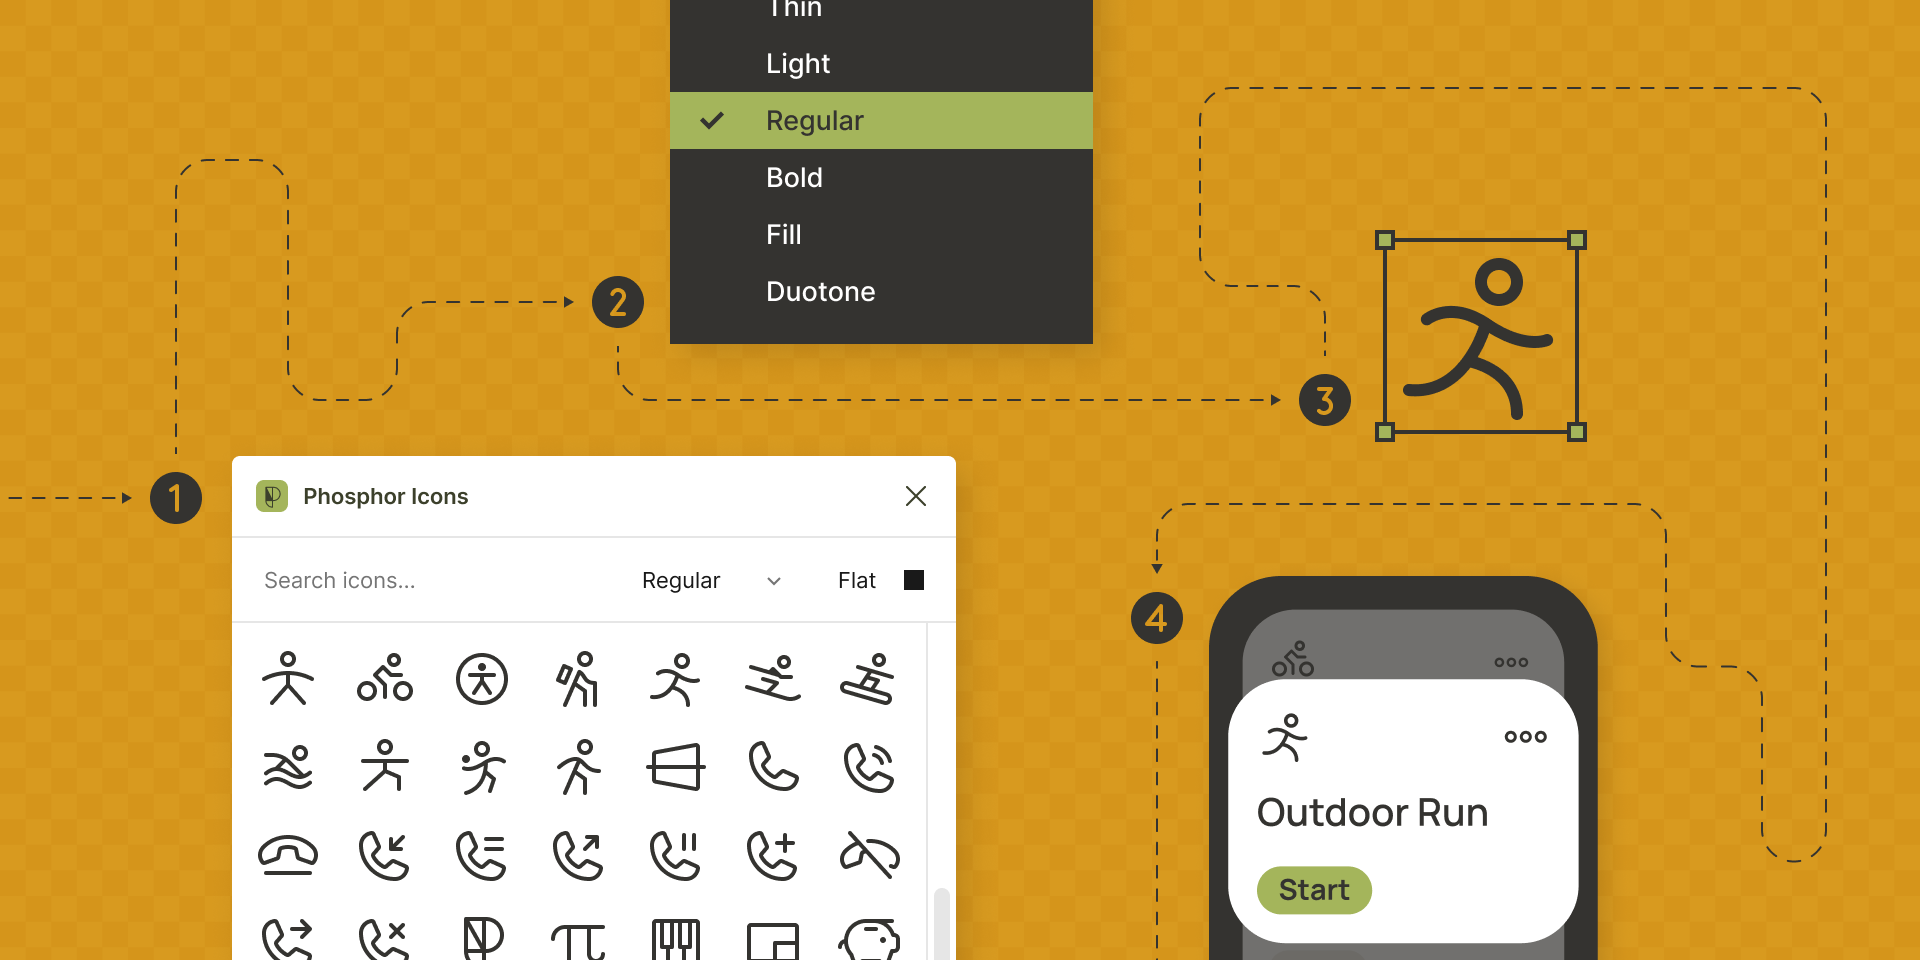 Thin
Light
Regular
Bold
Fill
Duotone
1
2
3
4
Phosphor Icons
Search icons...
Regular
Flat
Outdoor Run
Start